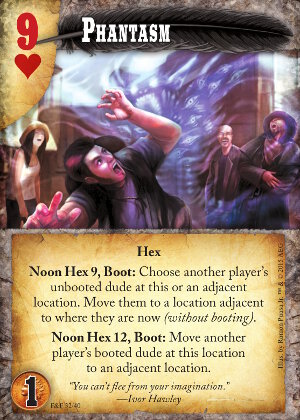 9
PHANTASM
Hex
Noon Hex 9, Boot: Choose another player's
unbooted dude at this or an adjacent
location. Move them to a location adjacent
to where they are now (without booting).
Noon Hex 12, Boot: Move another
player's booted dude at this location
to an adjacent location.
"You can't flee from your imagination."
—Ivor Hawley
1
F&F 32/40